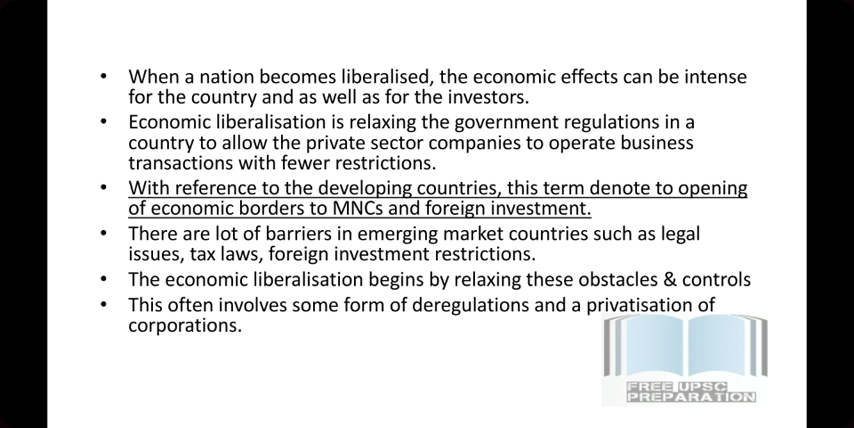 • When a nation becomes liberalised, the economic effects can be intense
for the country and as well as for the investors.
• Economic liberalisation is relaxing the government regulations in a
country to allow the private sector companies to operate business
transactions with fewer restrictions.
• With reference to the developing countries, this term denote to opening
of economic borders to MNCs and foreign investment.
• There are lot of barriers in emerging market countries such as legal
issues, tax laws, foreign investment restrictions.
• The economic liberalisation begins by relaxing these obstacles & controls
• This often involves some form of deregulations and a privatisation of
corporations.
FREE UPSC
PREPARATION